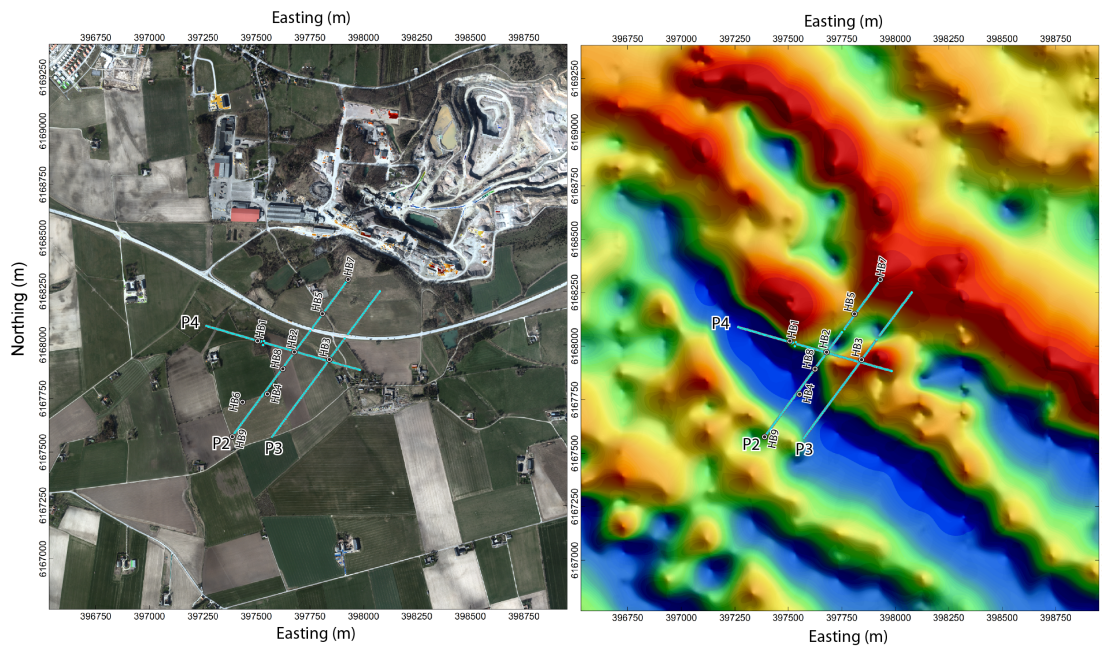 Easting (m)
Easting (m)
396750 397000 397250 397500 397750 398000 398250 398500 398750
396750 397000 397250 397500 397750 398000 398250 398500 398750
Northing (m)
6169250
6169000
6168750
6168500
6168250
6168000
6167750
6167500
6167250
6167000
6169250
6169000
6168750
6168500
6168250
6168000
6167750
6167500
6167250
6167000
HB7
HB5
P4
HB1
HB2
HB3
HB8
HB4
HB6
P2
HB9
P3
HB7
HB5
P4
HB1
HB2
HB3
HB8
HB4
P2
HB9
P3
396750 397000 397250 397500 397750 398000 398250 398500 398750
396750 397000 397250 397500 397750 398000 398250 398500 398750
Easting (m)
Easting (m)